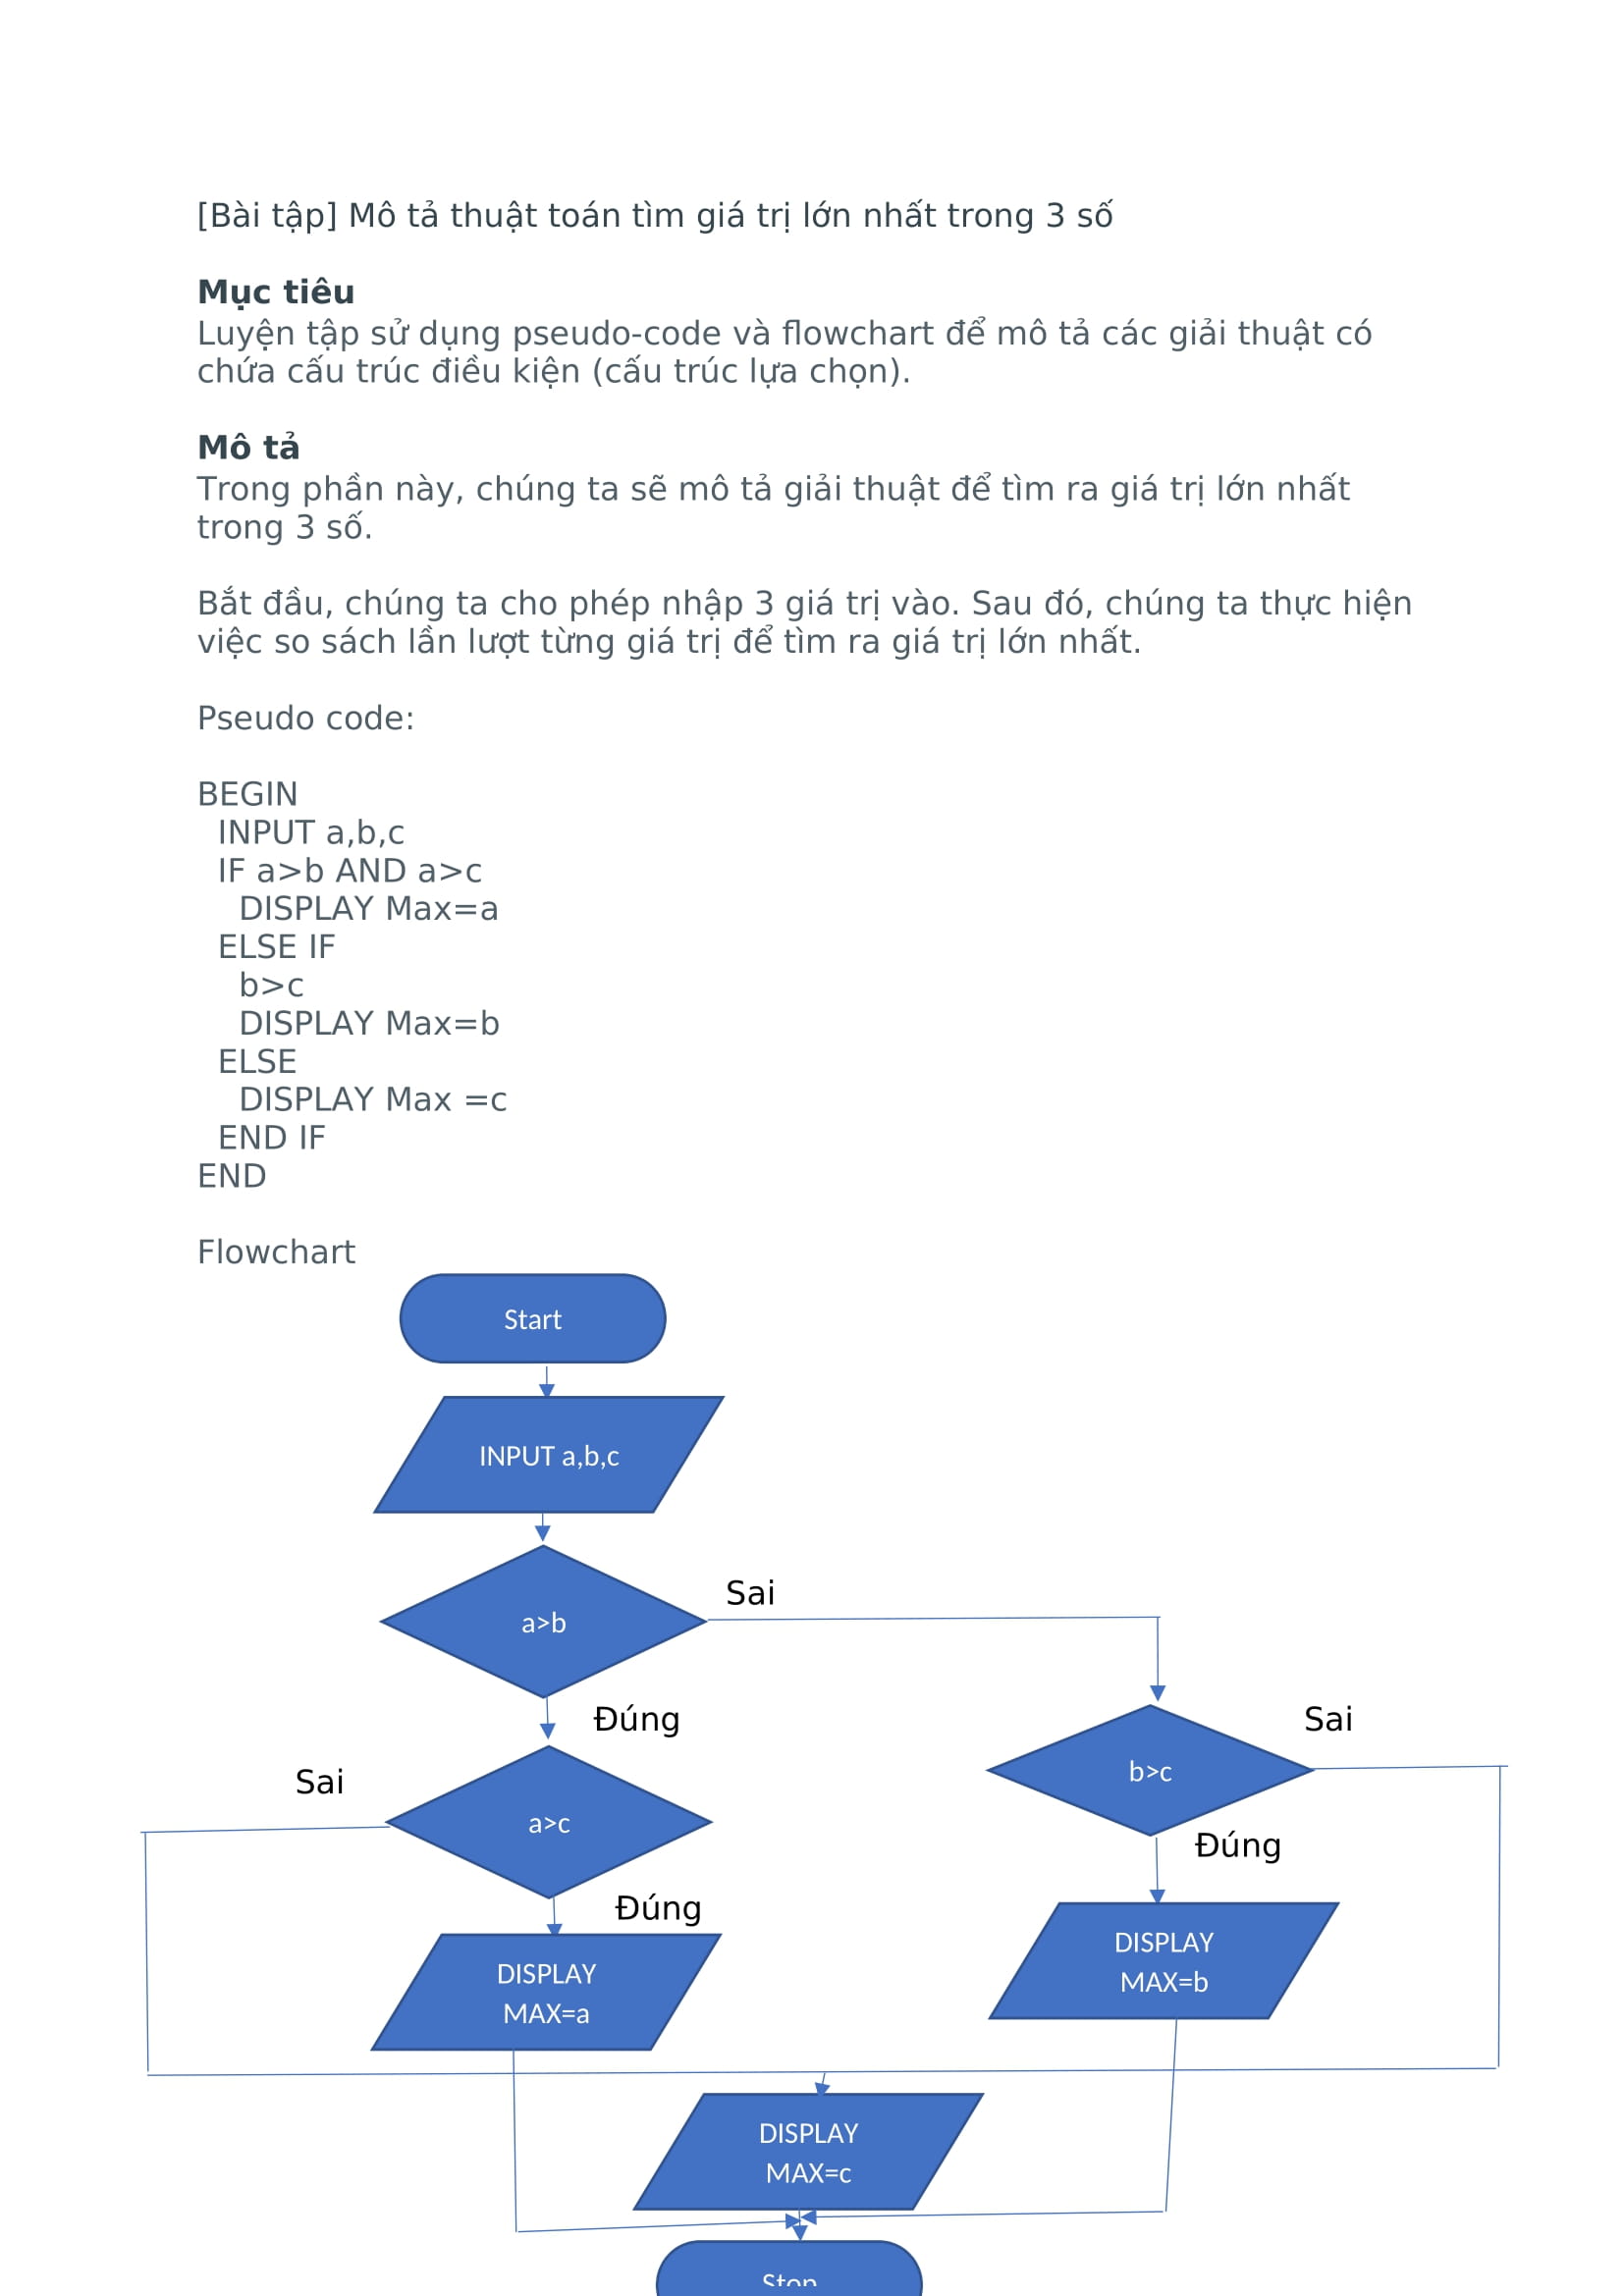 [Bài tập] Mô tả thuật toán tìm giá trị lớn nhất trong 3 số
Mục tiêu
Luyện tập sử dụng pseudo-code và flowchart để mô tả các giải thuật có
chứa cấu trúc điều kiện (cấu trúc lựa chọn).
Mô tả
Trong phần này, chúng ta sẽ mô tả giải thuật để tìm ra giá trị lớn nhất
trong 3 số.
Bắt đầu, chúng ta cho phép nhập 3 giá trị vào. Sau đó, chúng ta thực hiện
việc so sách lần lượt từng giá trị để tìm ra giá trị lớn nhất.
Pseudo code:
BEGIN
INPUT a,b,c
IF a>b AND a>c
DISPLAY Max=a
ELSE IF
b>c
DISPLAY Max=b
ELSE
DISPLAY Max =c
END IF
END
Flowchart
Start
INPUT a,b,c
Sai
a>b
Đúng
Sai
Sai
b>c
a>c
Đúng
Đúng
DISPLAY
MAX=b
DISPLAY
MAX=a
DISPLAY
MAX=c
Stop